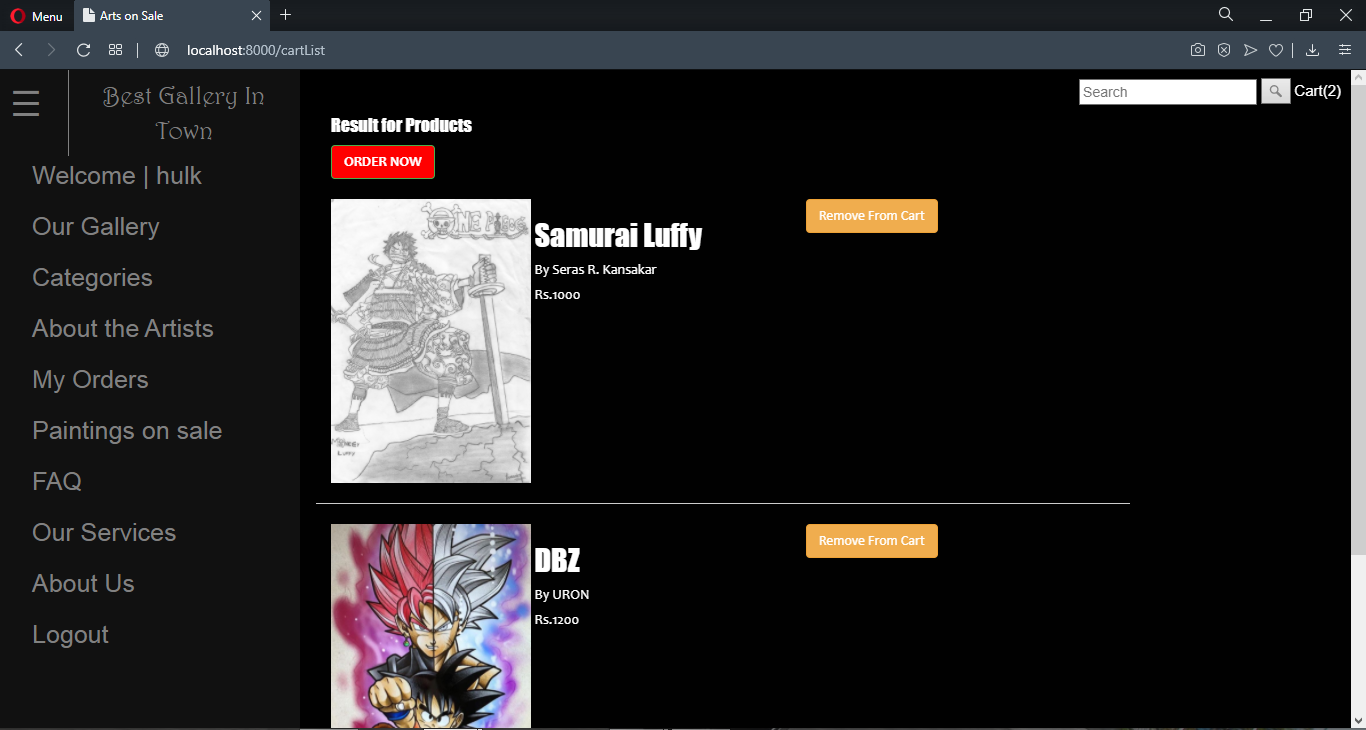 Menu
Arts on Sale
localhost:8000/cartList
Best Gallery In
Town
Search
Cart(2)
Welcome | hulk
Our Gallery
Categories
About the Artists
My Orders
Paintings on sale
FAQ
Our Services
About Us
Logout
Result for Products
ORDER NOW
ONE PIECE
LUFFY
Samurai Luffy
By Seras R. Kansakar
Rs.1000
Remove From Cart
DBZ
By URON
Rs.1200
Remove From Cart